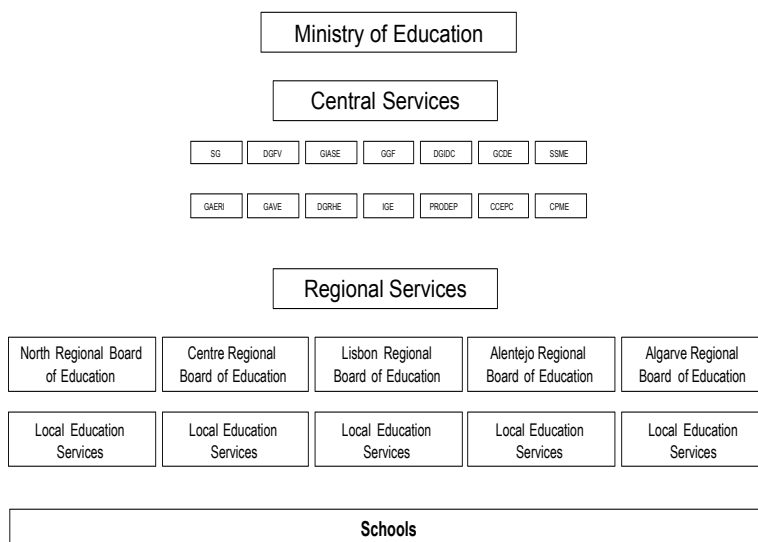 Ministry of Education
Central Services
SG DGFV GIASE GGF DGIDC GCDE SSME
GAERI GAVE DGRHE IGE PRODEP CCEPC CPME
Regional Services
North Regional Board
of Education
Centre Regional
Board of Education
Lisbon Regional
Board of Education
Alentejo Regional
Board of Education
Algarve Regional
Board of Education
Local Education
Services
Local Education
Services
Local Education
Services
Local Education
Services
Local Education
Services
Schools